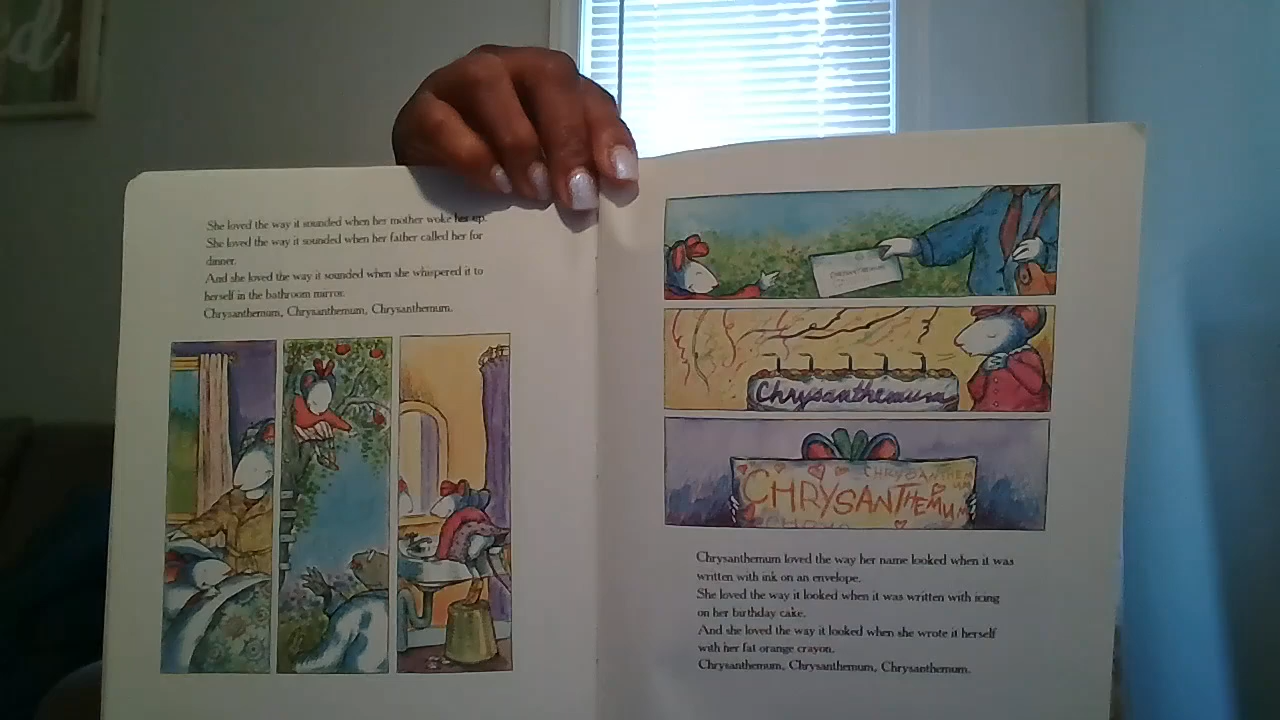 d
She loved the way it sounded when her mother woke her up.
She loved the way it sounded when her father called her for
dinner.
And she loved the way it sounded when she whispered it to
herself in the bathroom mirror.
Chrysanthemum, Chrysanthemum, Chrysanthemum.
Chrysanthemum
CHRYSANTHEM
UM
CHRYSANTHEMUM
Chrysanthemum loved the way her name looked when it was
written with ink on an envelope.
She loved the way it looked when it was written with icing
on her birthday cake.
And she loved the way it looked when she wrote it herself
with her fat orange crayon.
Chrysanthemum, Chrysanthemum, Chrysanthemum.